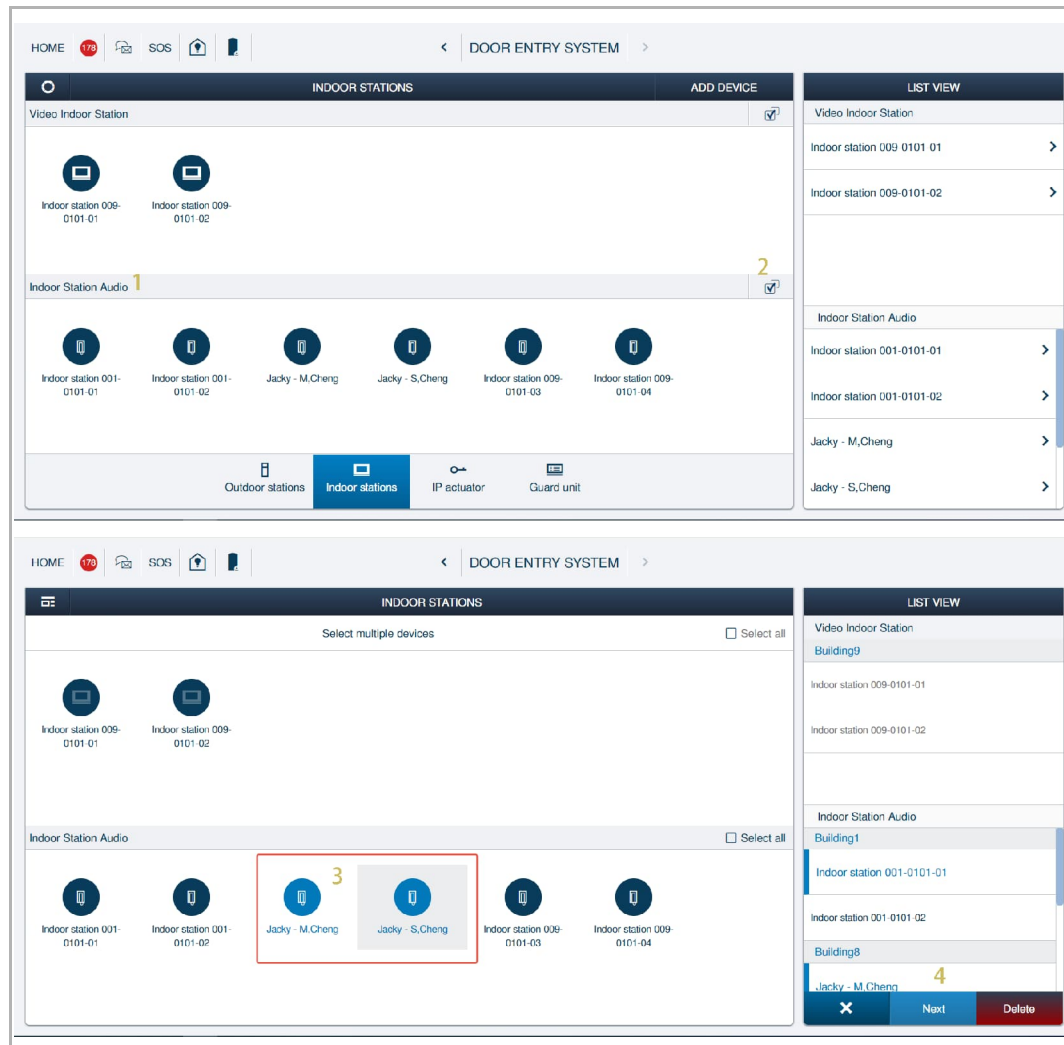 HOME 178 SOS < DOOR ENTRY SYSTEM >
INDOOR STATIONS ADD DEVICE
Video Indoor Station
Indoor station 009-
0101-01
Indoor station 009-
0101-02
Indoor Station Audio 1
2
Indoor station 001-
0101-01
Indoor station 001-
0101-02
Jacky - M,Cheng
Jacky - S,Cheng
Indoor station 009-
0101-03
Indoor station 009-
0101-04
Outdoor stations
Indoor stations
IP actuator
Guard unit
LIST VIEW
Video Indoor Station
Indoor station 009-0101-01
Indoor station 009-0101-02
Indoor Station Audio
Indoor station 001-0101-01
Indoor station 001-0101-02
Jacky - M,Cheng
Jacky - S,Cheng
HOME 178 SOS < DOOR ENTRY SYSTEM >
INDOOR STATIONS
Select multiple devices Select all
Indoor station 009-
0101-01
Indoor station 009-
0101-02
Indoor Station Audio Select all
3
Indoor station 001-
0101-01
Indoor station 001-
0101-02
Jacky - M,Cheng
Jacky - S,Cheng
Indoor station 009-
0101-03
Indoor station 009-
0101-04
LIST VIEW
Video Indoor Station
Building9
Indoor station 009-0101-01
Indoor station 009-0101-02
Indoor Station Audio
Building1
Indoor station 001-0101-01
Indoor station 001-0101-02
Building8
Jacky - M,Cheng
4
Next Delete